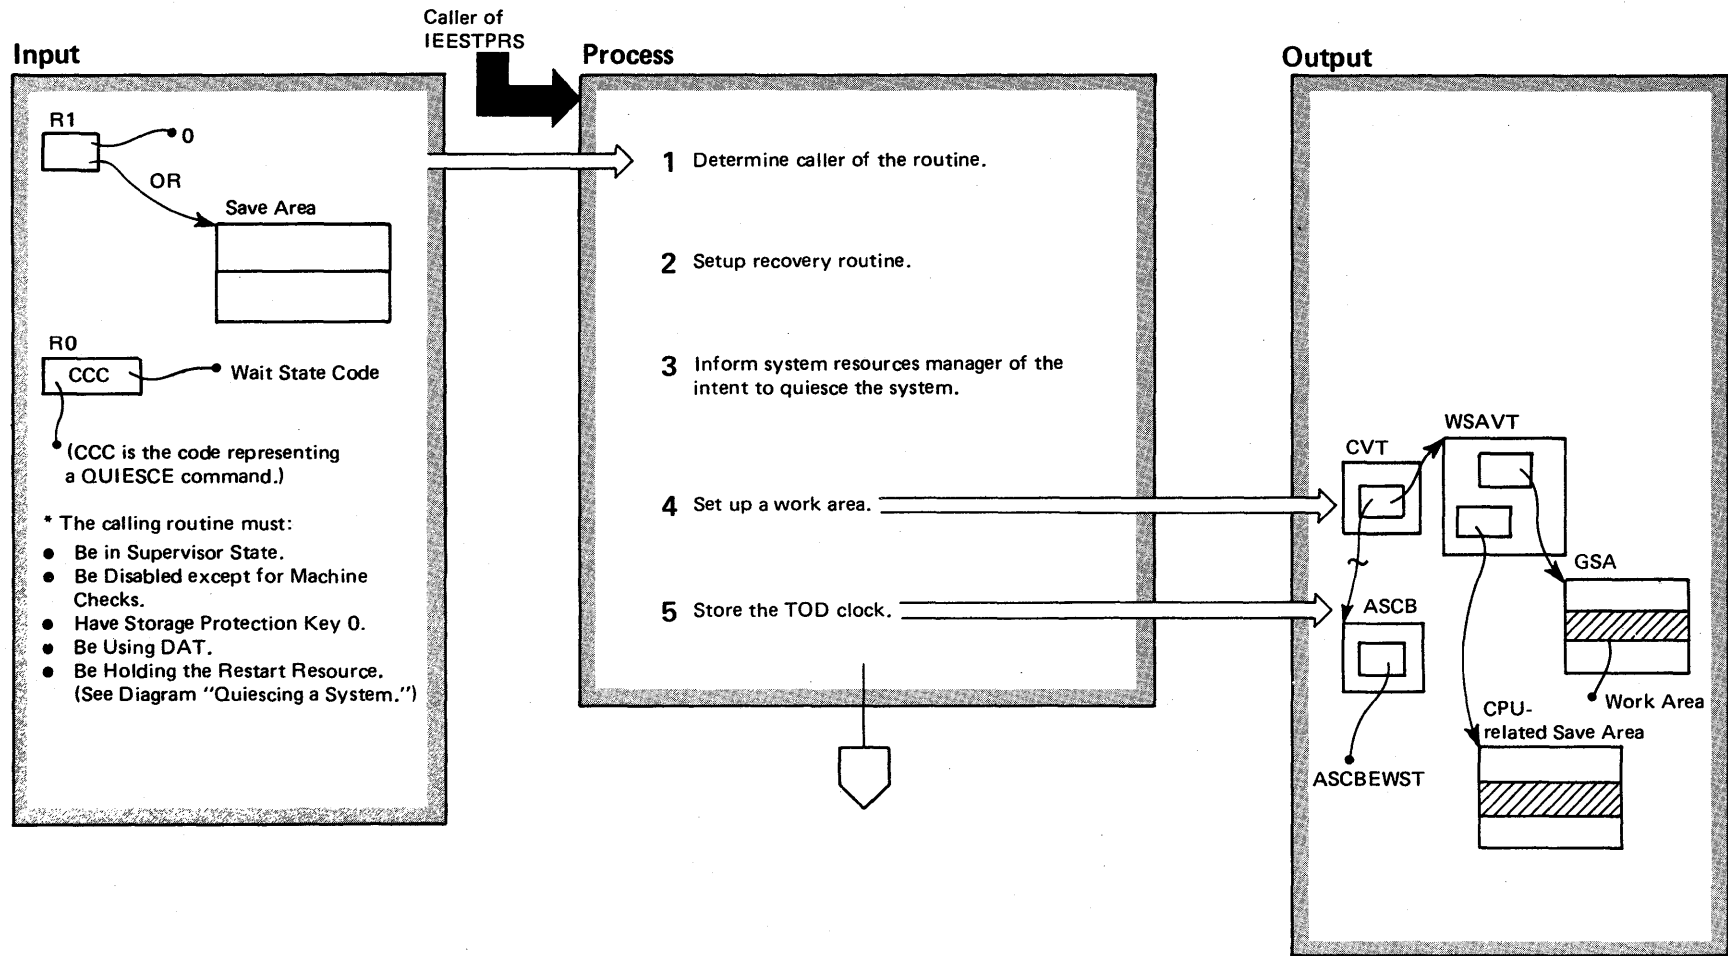 Caller of
IEESTPRS
Input
R1
0
OR
Save Area
R0
CCC
Wait State Code
(CCC is the code representing
a QUIESCE command.)
* The calling routine must:
● Be in Supervisor State.
● Be Disabled except for Machine
Checks.
● Have Storage Protection Key 0.
● Be Using DAT.
● Be Holding the Restart Resource.
(See Diagram "Quiescing a System.")
Process
1 Determine caller of the routine.
2 Setup recovery routine.
3 Inform system resources manager of the
intent to quiesce the system.
4 Set up a work area.
5 Store the TOD clock.
Output
WSAVT
CVT
GSA
ASCB
Work Area
CPU-
related Save Area
ASCBEWST